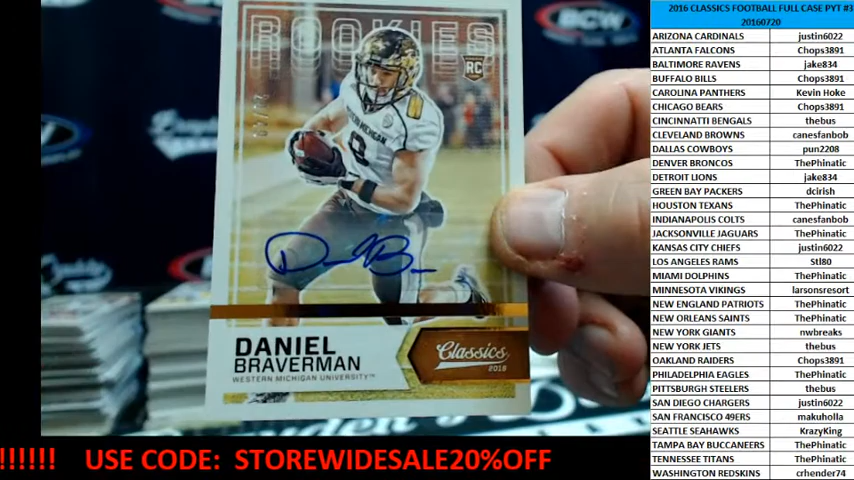 ROOKIES
RC
DANIEL
BRAVERMAN
WESTERN MICHIGAN UNIVERSITY™
Classics
2016
!!!!!! USE CODE: STOREWIDESALE20%OFF
2016 CLASSICS FOOTBALL FULL CASE PYT #3
20160720
ARIZONA CARDINALS justin6022
ATLANTA FALCONS Chops3891
BALTIMORE RAVENS jake834
BUFFALO BILLS Chops3891
CAROLINA PANTHERS Kevin Hoke
CHICAGO BEARS Chops3891
CINCINNATI BENGALS thebus
CLEVELAND BROWNS canesfanbob
DALLAS COWBOYS pun2208
DENVER BRONCOS ThePhinatic
DETROIT LIONS jake834
GREEN BAY PACKERS dcirish
HOUSTON TEXANS ThePhinatic
INDIANAPOLIS COLTS canesfanbob
JACKSONVILLE JAGUARS ThePhinatic
KANSAS CITY CHIEFS justin6022
LOS ANGELES RAMS Stl80
MIAMI DOLPHINS ThePhinatic
MINNESOTA VIKINGS larsonsresort
NEW ENGLAND PATRIOTS ThePhinatic
NEW ORLEANS SAINTS ThePhinatic
NEW YORK GIANTS nwbreaks
NEW YORK JETS thebus
OAKLAND RAIDERS Chops3891
PHILADELPHIA EAGLES ThePhinatic
PITTSBURGH STEELERS thebus
SAN DIEGO CHARGERS justin6022
SAN FRANCISCO 49ERS makuholla
SEATTLE SEAHAWKS KrazyKing
TAMPA BAY BUCCANEERS ThePhinatic
TENNESSEE TITANS ThePhinatic
WASHINGTON REDSKINS crhender74